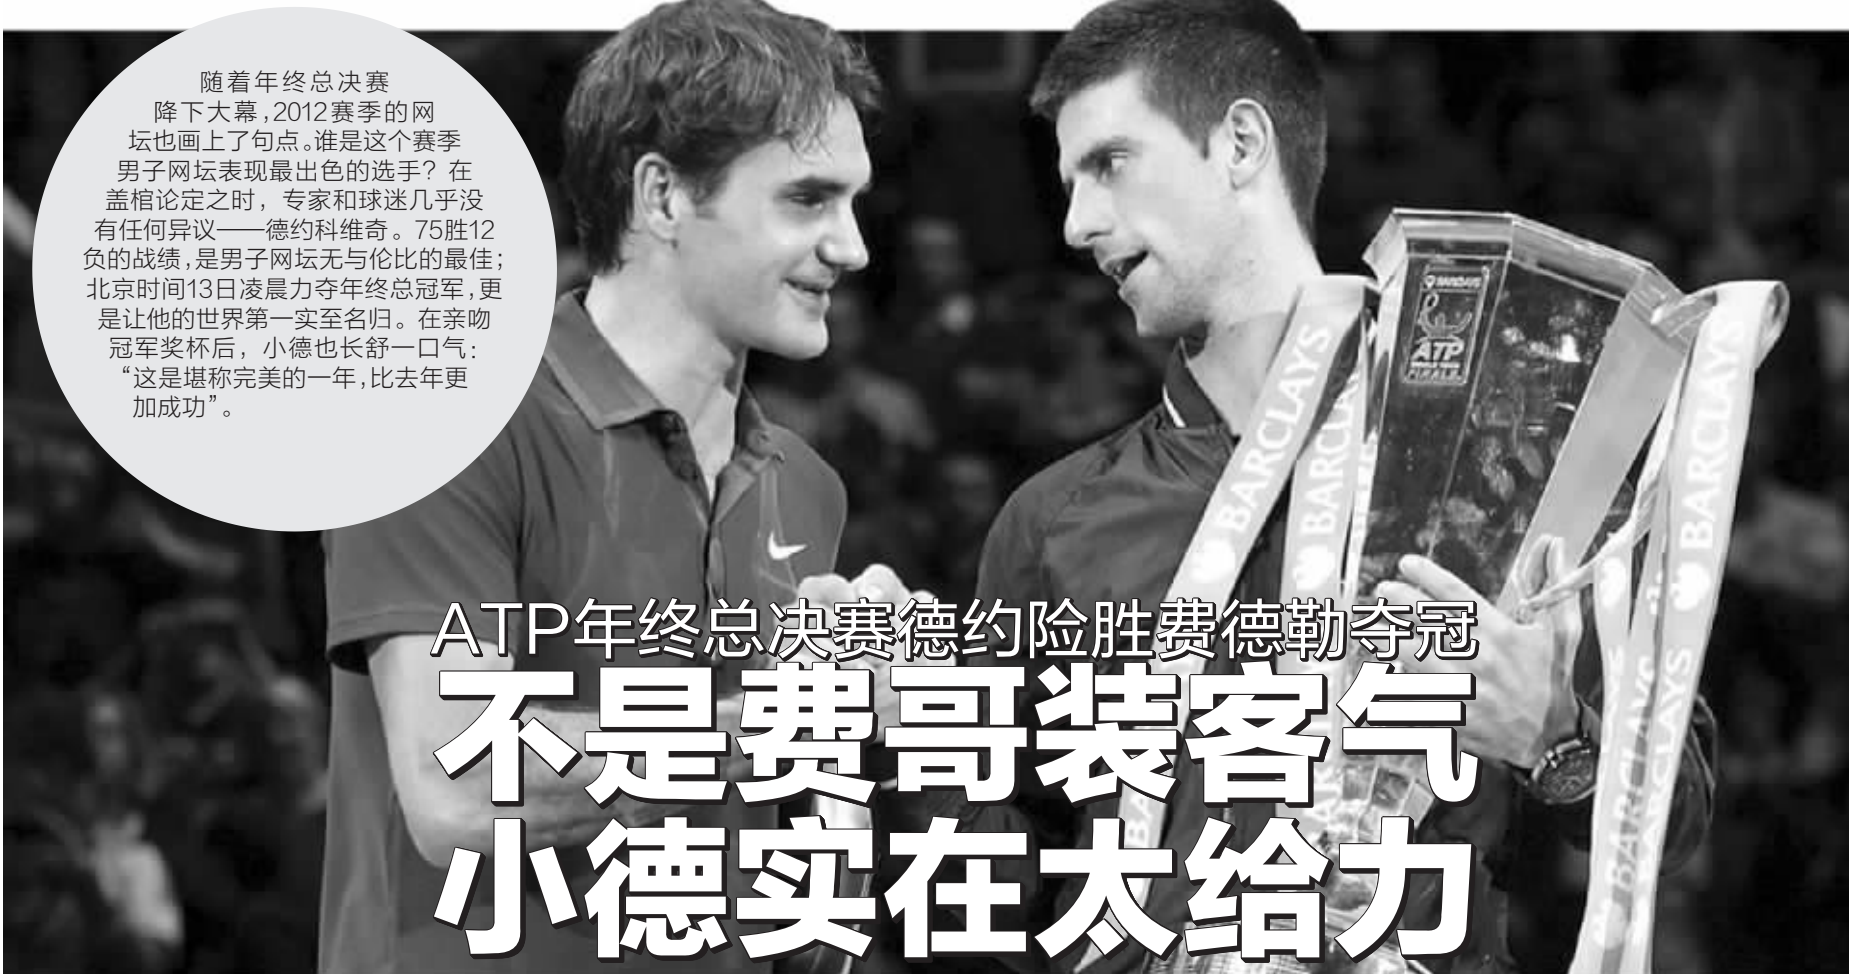 随着年终总决赛
降下大幕,2012赛季的网
坛也画上了句点。谁是这个赛季
男子网坛表现最出色的选手？在
盖棺论定之时，专家和球迷几乎没
有任何异议——德约科维奇。75胜12
负的战绩,是男子网坛无与伦比的最佳;
北京时间13日凌晨力夺年终总冠军,更
是让他的世界第一实至名归。在亲吻
冠军奖杯后，小德也长舒一口气：
“这是堪称完美的一年,比去年更
加成功”。
BARCLAYS
ATP
FINALS
BARCLAYS
BARCLAYS
BARCLAYS
ATP年终总决赛德约险胜费德勒夺冠
不是费哥装客气
小德实在太给力
BARCLAYS
BARCLAYS